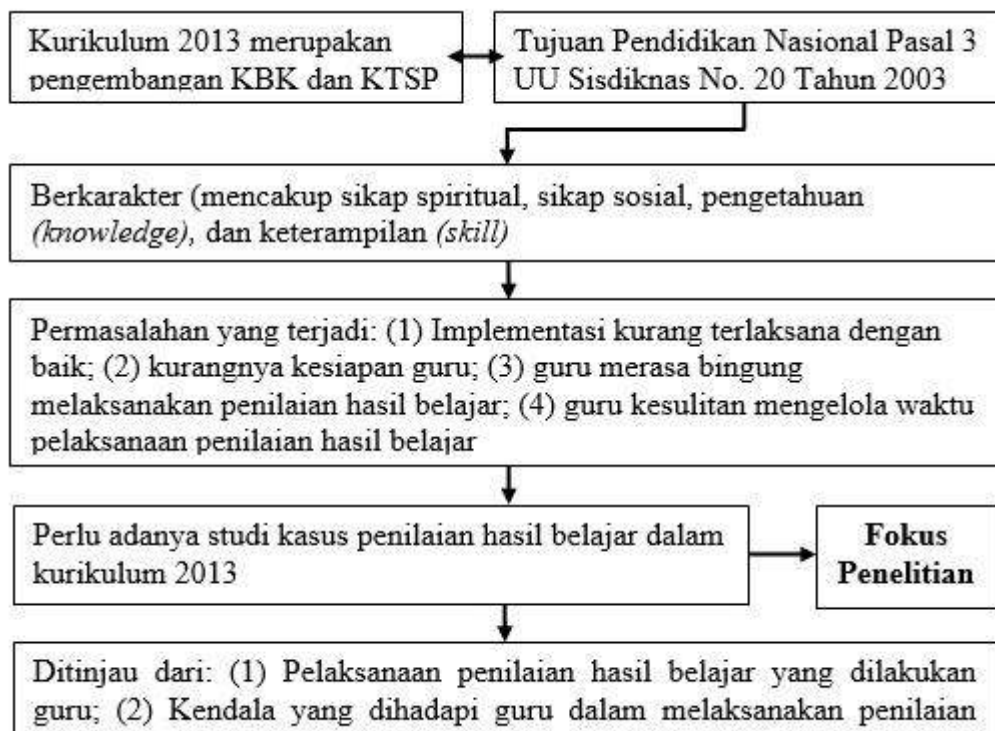 Kurikulum 2013 merupakan
pengembangan KBK dan KTSP
Tujuan Pendidikan Nasional Pasal 3
UU Sisdiknas No. 20 Tahun 2003
Berkarakter (mencakup sikap spiritual, sikap sosial, pengetahuan
(knowledge), dan keterampilan (skill)
Permasalahan yang terjadi: (1) Implementasi kurang terlaksana dengan
baik; (2) kurangnya kesiapan guru; (3) guru merasa bingung
melaksanakan penilaian hasil belajar; (4) guru kesulitan mengelola waktu
pelaksanaan penilaian hasil belajar
Perlu adanya studi kasus penilaian hasil belajar dalam
kurikulum 2013
Fokus
Penelitian
Ditinjau dari: (1) Pelaksanaan penilaian hasil belajar yang dilakukan
guru; (2) Kendala yang dihadapi guru dalam melaksanakan penilaian